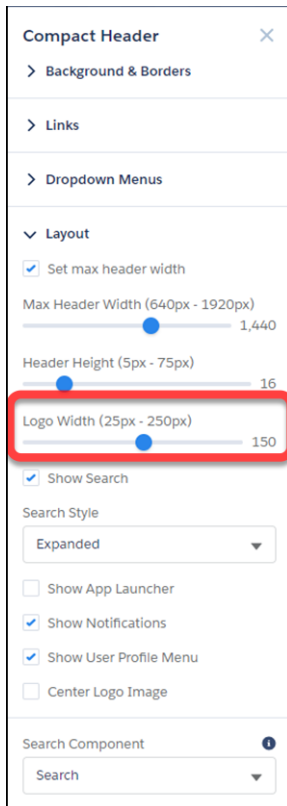 Compact Header
Background & Borders
Links
Dropdown Menus
Layout
Set max header width
Max Header Width (640px - 1920px)
1,440
Header Height (5px - 75px)
16
Logo Width (25px - 250px)
150
Show Search
Search Style
Expanded
Show App Launcher
Show Notifications
Show User Profile Menu
Center Logo Image
Search Component
Search